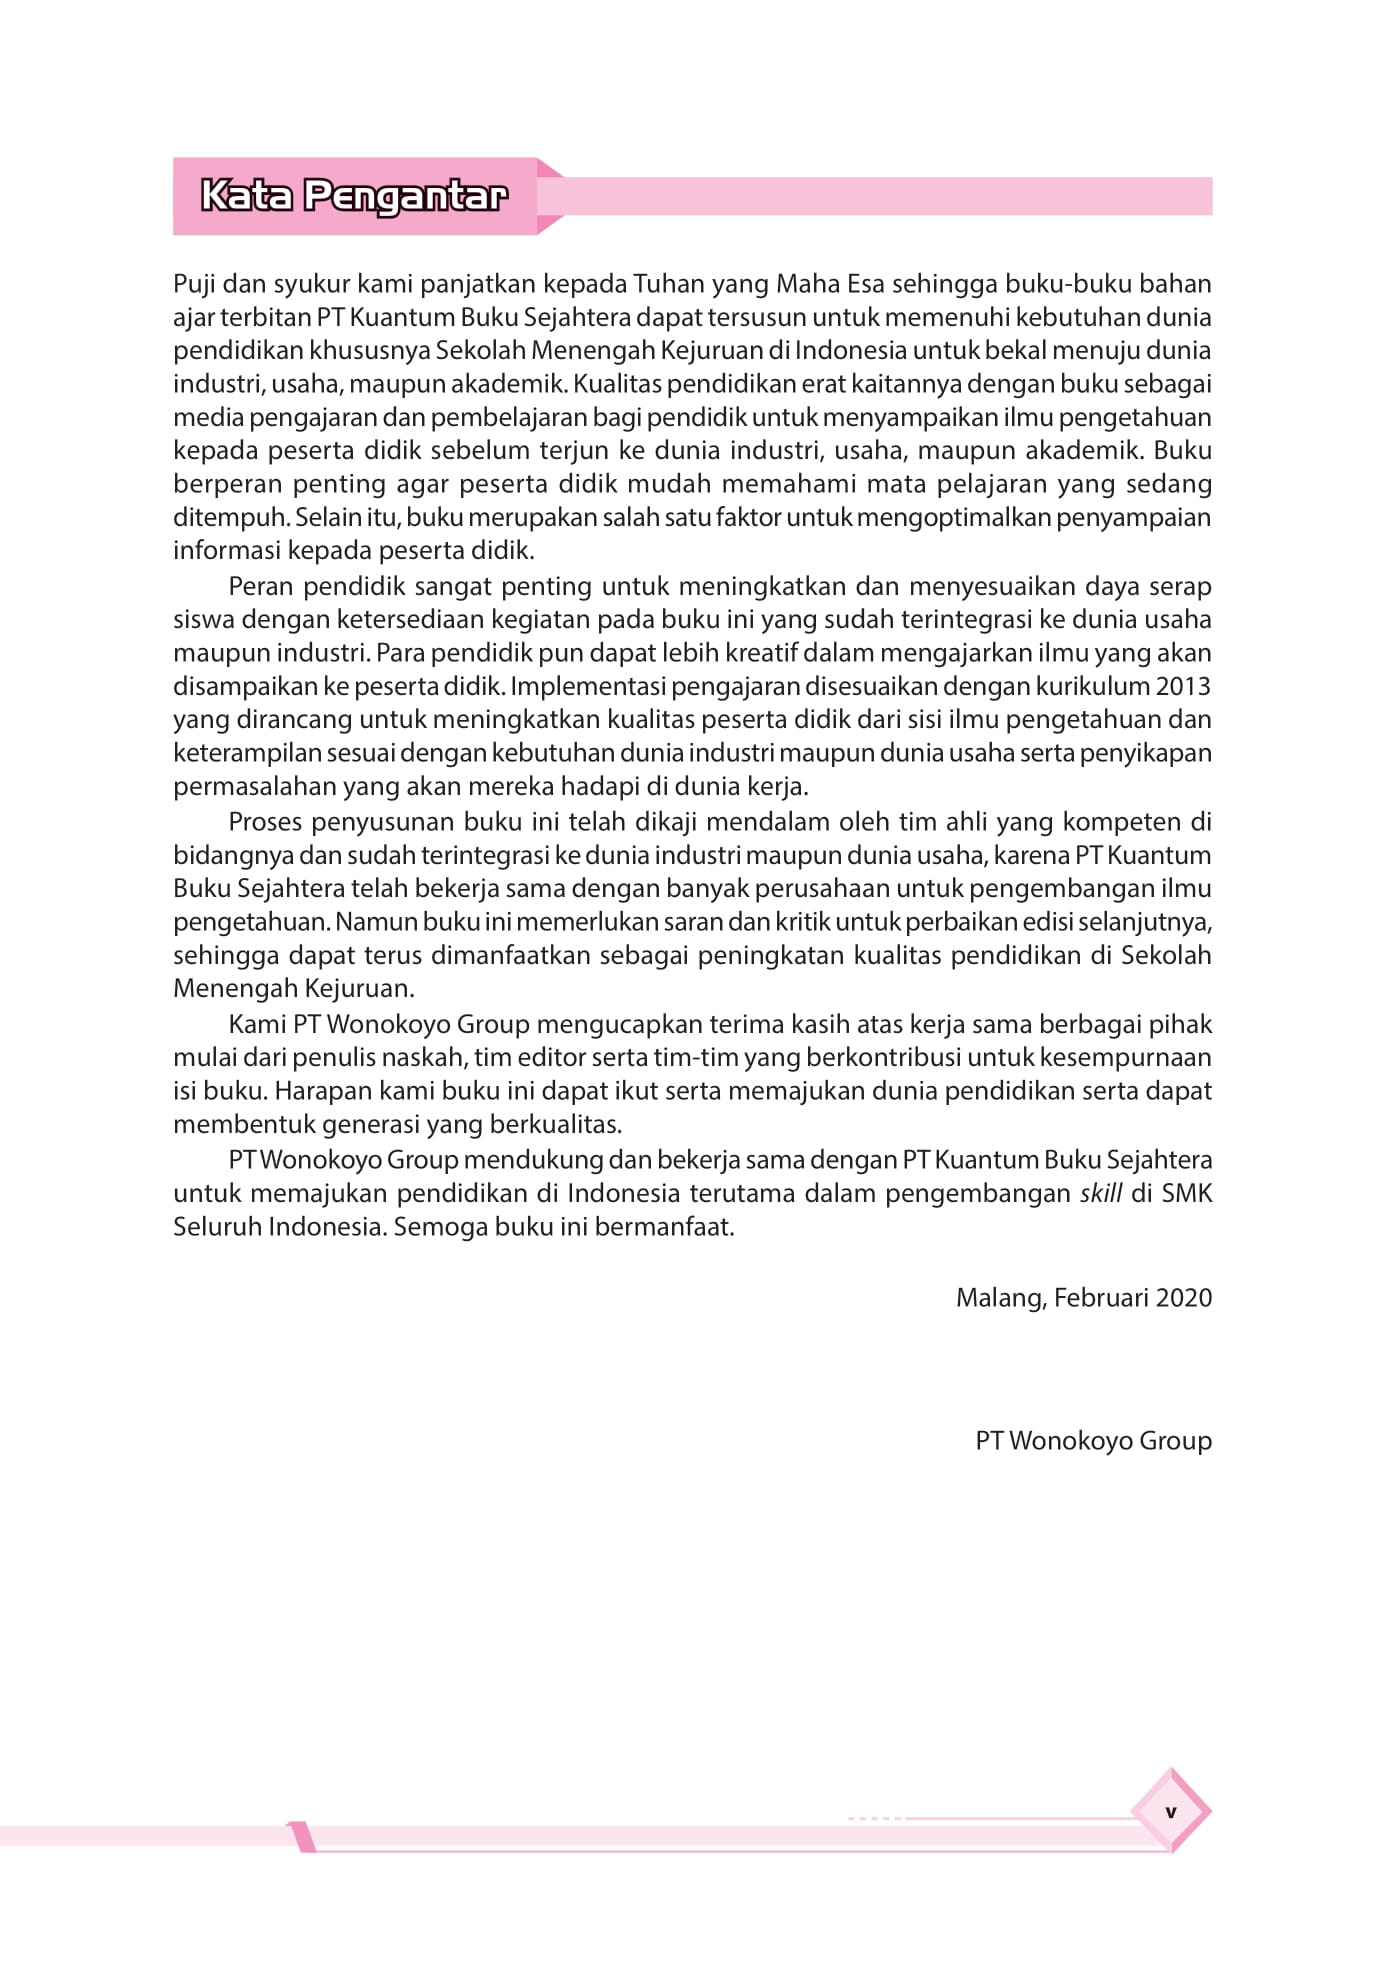 Kata Pengantar
Puji dan syukur kami panjatkan kepada Tuhan yang Maha Esa sehingga buku-buku bahan
ajar terbitan PT Kuantum Buku Sejahtera dapat tersusun untuk memenuhi kebutuhan dunia
pendidikan khususnya Sekolah Menengah Kejuruan di Indonesia untuk bekal menuju dunia
industri, usaha, maupun akademik. Kualitas pendidikan erat kaitannya dengan buku sebagai
media pengajaran dan pembelajaran bagi pendidik untuk menyampaikan ilmu pengetahuan
kepada peserta didik sebelum terjun ke dunia industri, usaha, maupun akademik. Buku
berperan penting agar peserta didik mudah memahami mata pelajaran yang sedang
ditempuh. Selain itu, buku merupakan salah satu faktor untuk mengoptimalkan penyampaian
informasi kepada peserta didik.
Peran pendidik sangat penting untuk meningkatkan dan menyesuaikan daya serap
siswa dengan ketersediaan kegiatan pada buku ini yang sudah terintegrasi ke dunia usaha
maupun industri. Para pendidik pun dapat lebih kreatif dalam mengajarkan ilmu yang akan
disampaikan ke peserta didik. Implementasi pengajaran disesuaikan dengan kurikulum 2013
yang dirancang untuk meningkatkan kualitas peserta didik dari sisi ilmu pengetahuan dan
keterampilan sesuai dengan kebutuhan dunia industri maupun dunia usaha serta penyikapan
permasalahan yang akan mereka hadapi di dunia kerja.
Proses penyusunan buku ini telah dikaji mendalam oleh tim ahli yang kompeten di
bidangnya dan sudah terintegrasi ke dunia industri maupun dunia usaha, karena PT Kuantum
Buku Sejahtera telah bekerja sama dengan banyak perusahaan untuk pengembangan ilmu
pengetahuan. Namun buku ini memerlukan saran dan kritik untuk perbaikan edisi selanjutnya,
sehingga dapat terus dimanfaatkan sebagai peningkatan kualitas pendidikan di Sekolah
Menengah Kejuruan.
Kami PT Wonokoyo Group mengucapkan terima kasih atas kerja sama berbagai pihak
mulai dari penulis naskah, tim editor serta tim-tim yang berkontribusi untuk kesempurnaan
isi buku. Harapan kami buku ini dapat ikut serta memajukan dunia pendidikan serta dapat
membentuk generasi yang berkualitas.
PT Wonokoyo Group mendukung dan bekerja sama dengan PT Kuantum Buku Sejahtera
untuk memajukan pendidikan di Indonesia terutama dalam pengembangan skill di SMK
Seluruh Indonesia. Semoga buku ini bermanfaat.
Malang, Februari 2020
PT Wonokoyo Group
v